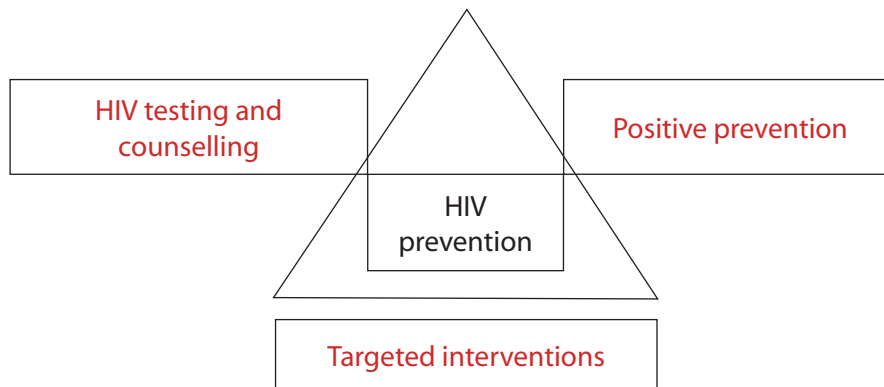 HIV testing and
counselling
Positive prevention
HIV
prevention
Targeted interventions